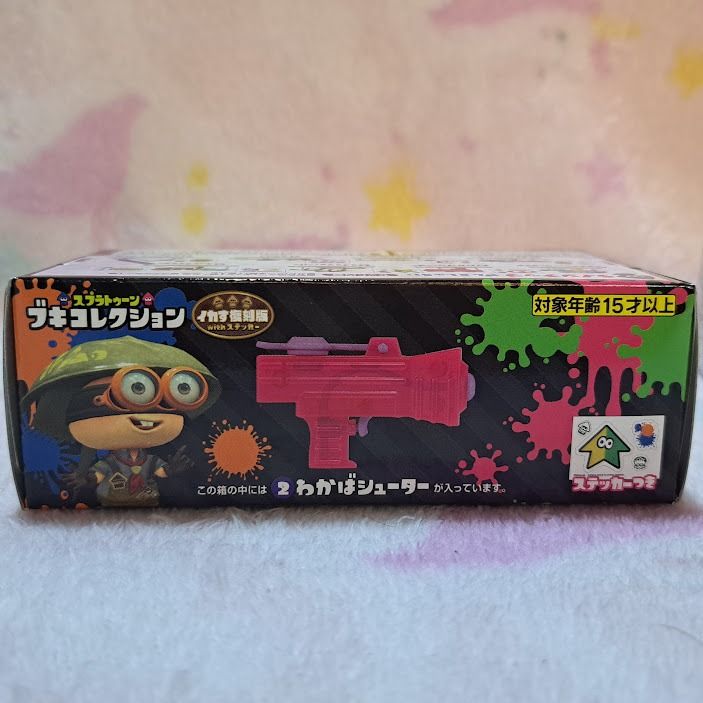 スプラトゥーン
ブキコレクション
イカす復刻版
withステッカー
対象年齢15才以上
この箱の中には 2 わかばシューター が入っています。
ステッカーつき